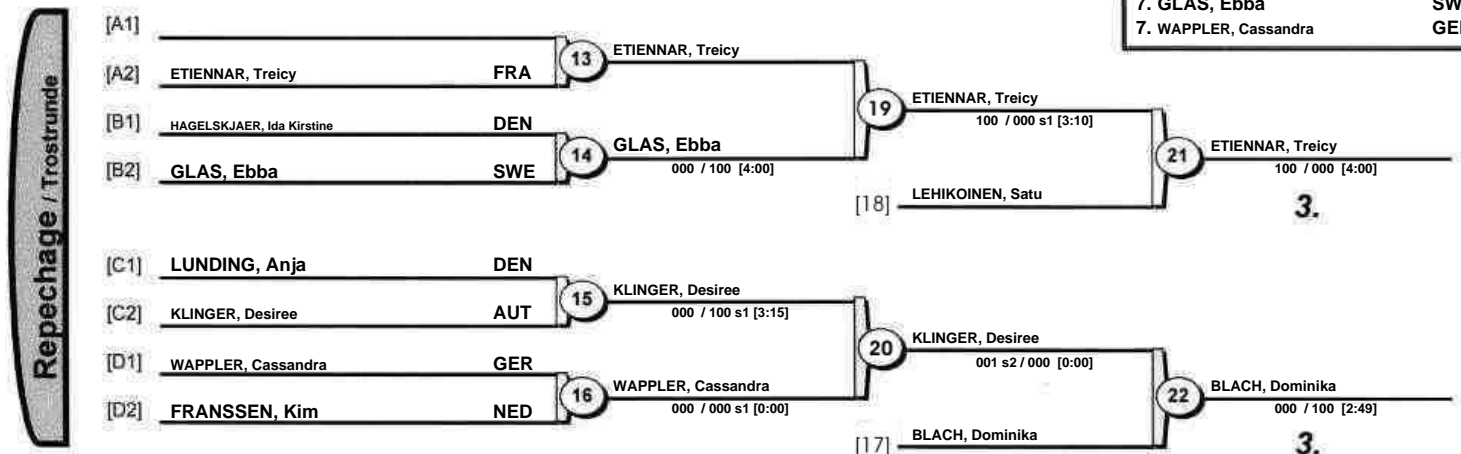 7. GLAS, Ebba SW
7. WAPPLER, Cassandra GE
Repechage / Trostrunde
[A1]
[A2] ETIENNAR, Treicy FRA
13
ETIENNAR, Treicy
[B1] HAGELSKJAER, Ida Kirstine DEN
[B2] GLAS, Ebba SWE
14
GLAS, Ebba
000 / 100 [4:00]
19
ETIENNAR, Treicy
100 / 000 s1 [3:10]
[18] LEHIKOINEN, Satu
21
ETIENNAR, Treicy
100 / 000 [4:00]
3.
[C1] LUNDING, Anja DEN
[C2] KLINGER, Desiree AUT
15
KLINGER, Desiree
000 / 100 s1 [3:15]
[D1] WAPPLER, Cassandra GER
[D2] FRANSSEN, Kim NED
16
WAPPLER, Cassandra
000 / 000 s1 [0:00]
20
KLINGER, Desiree
001 s2 / 000 [0:00]
[17] BLACH, Dominika
22
BLACH, Dominika
000 / 100 [2:49]
3.